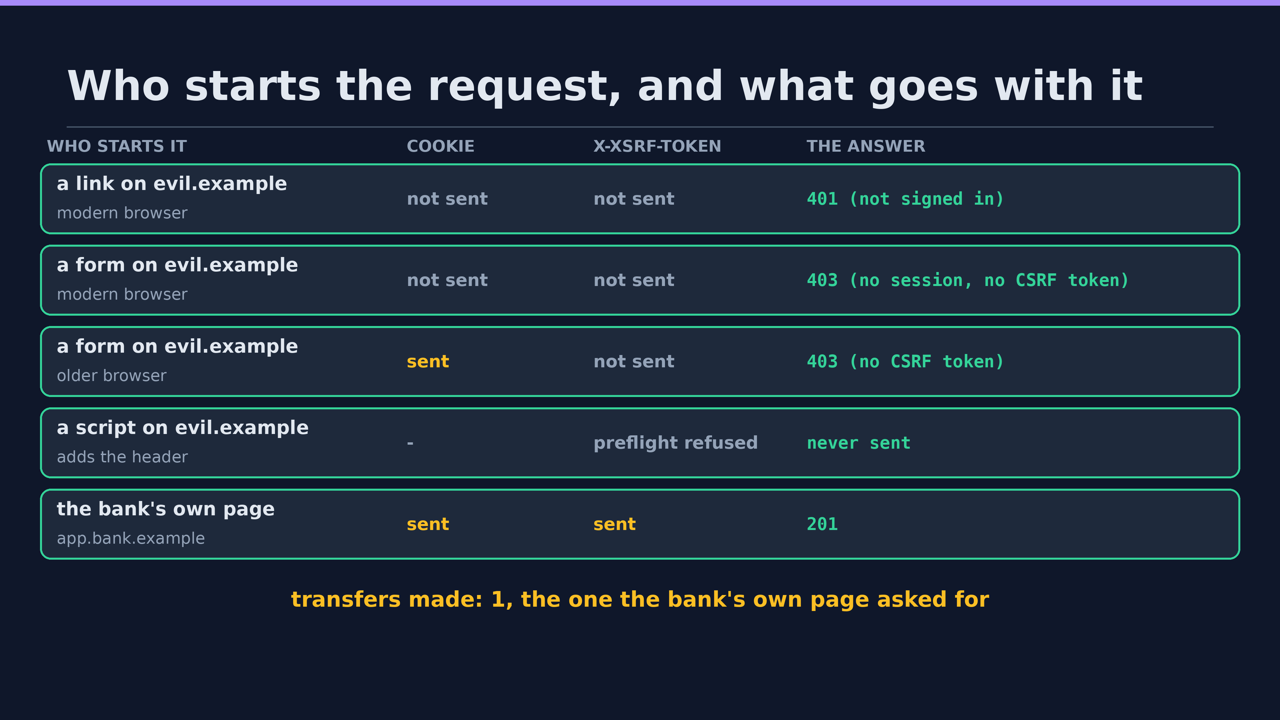 Who starts the request, and what goes with it
WHO STARTS IT COOKIE X-XSRF-TOKEN THE ANSWER
a link on evil.example
modern browser
not sent not sent 401 (not signed in)
a form on evil.example
modern browser
not sent not sent 403 (no session, no CSRF token)
a form on evil.example
older browser
sent not sent 403 (no CSRF token)
a script on evil.example
adds the header
- preflight refused never sent
the bank's own page
app.bank.example
sent sent 201
transfers made: 1, the one the bank's own page asked for